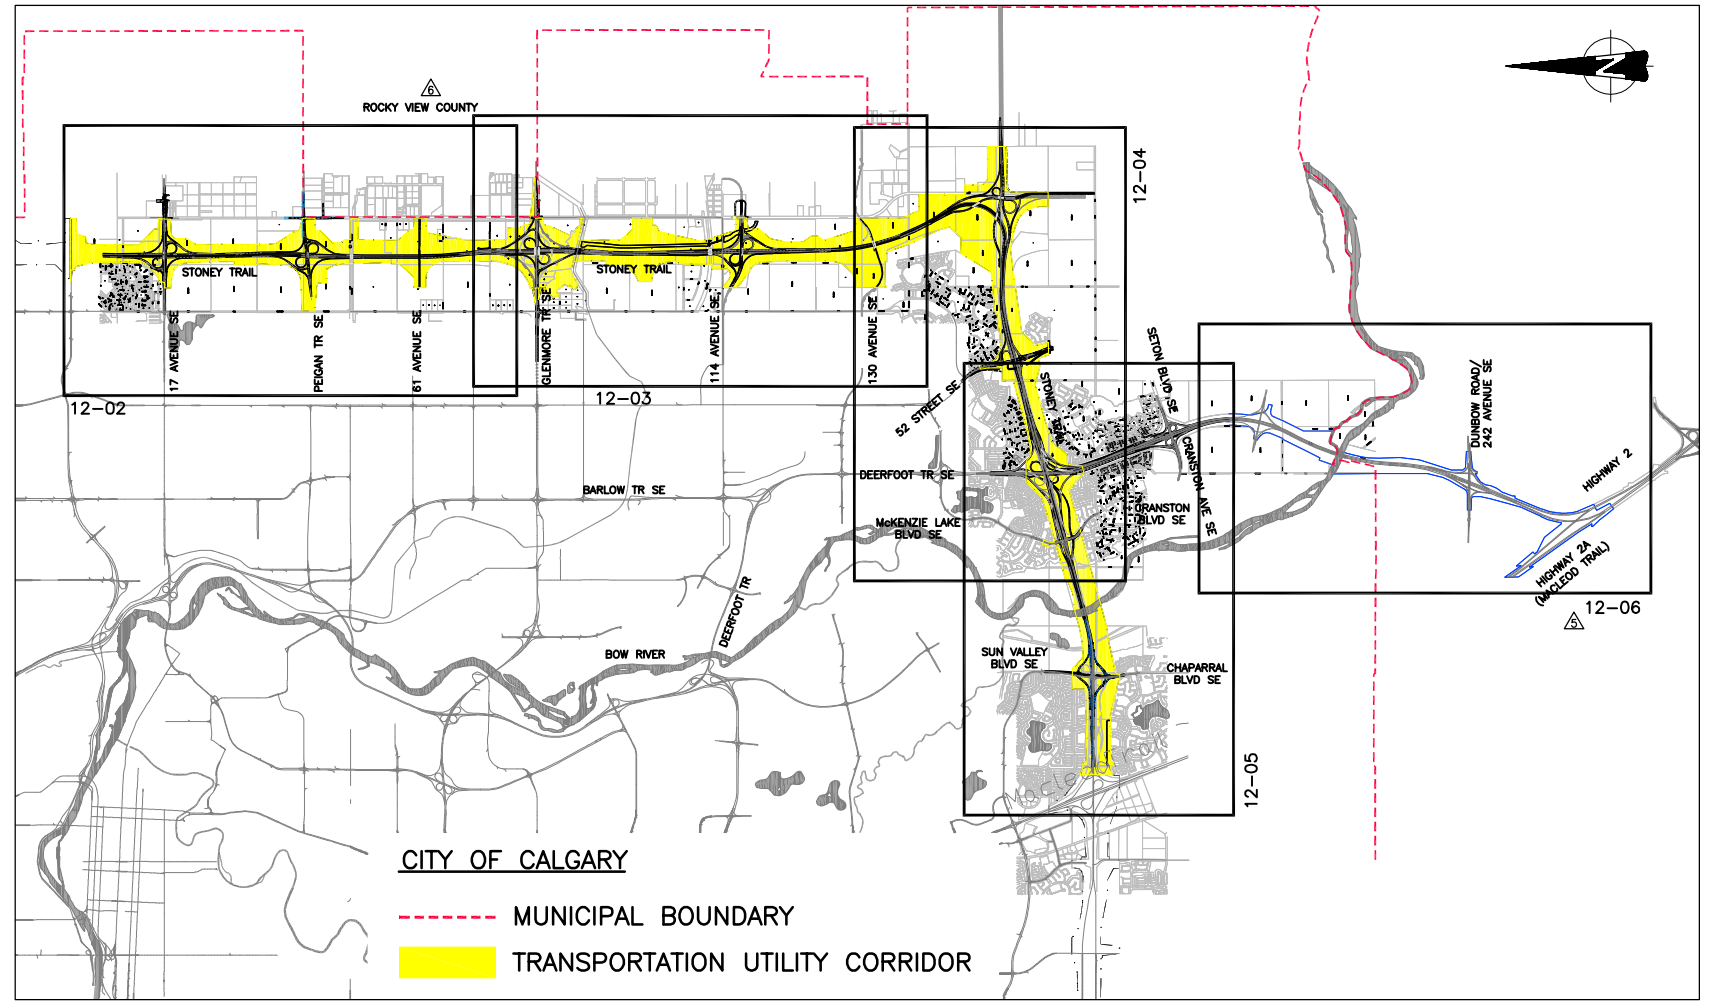 N
6
ROCKY VIEW COUNTY
12-04
STONEY TRAIL
STONEY TRAIL
17 AVENUE SE
PEIGAN TR SE
61 AVENUE SE
GLENMORE TR SE
114 AVENUE SE
130 AVENUE SE
12-02
12-03
52 STREET SE
STONEY TRAIL
SETON BLVD SE
CRANSTON AVE SE
DUNBOW ROAD/
242 AVENUE SE
HIGHWAY 2
HIGHWAY 2A
(MACLEOD TRAIL)
12-06
5
DEERFOOT TR SE
BARLOW TR SE
McKENZIE LAKE
BLVD SE
CRANSTON
BLVD SE
DEERFOOT TR
BOW RIVER
SUN VALLEY
BLVD SE
CHAPARRAL
BLVD SE
Macleod Trail
12-05
CITY OF CALGARY
MUNICIPAL BOUNDARY
TRANSPORTATION UTILITY CORRIDOR